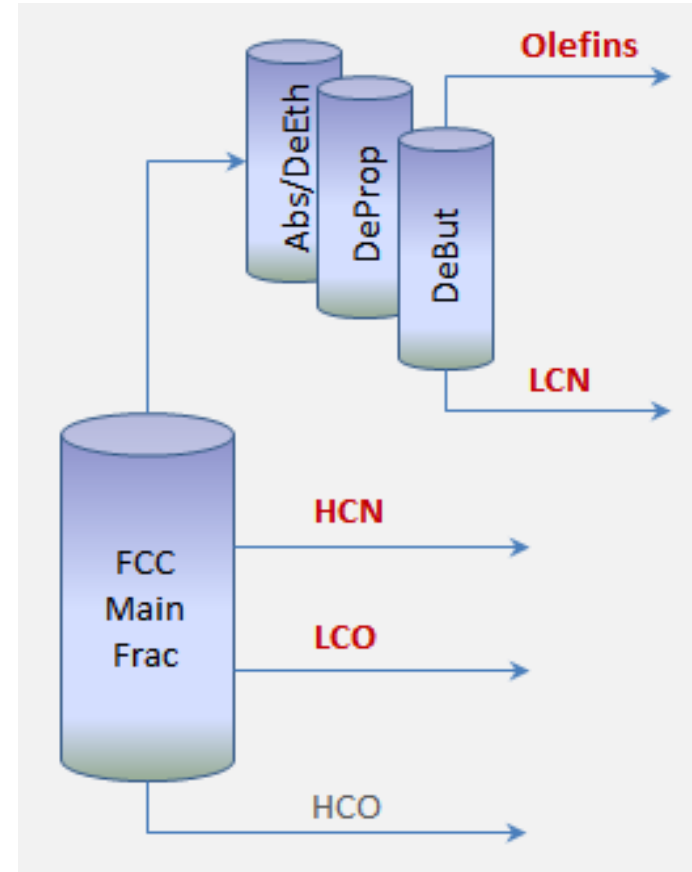 Olefins
Abs/DeEth
DeProp
DeBut
LCN
HCN
FCC
Main
Frac
LCO
HCO